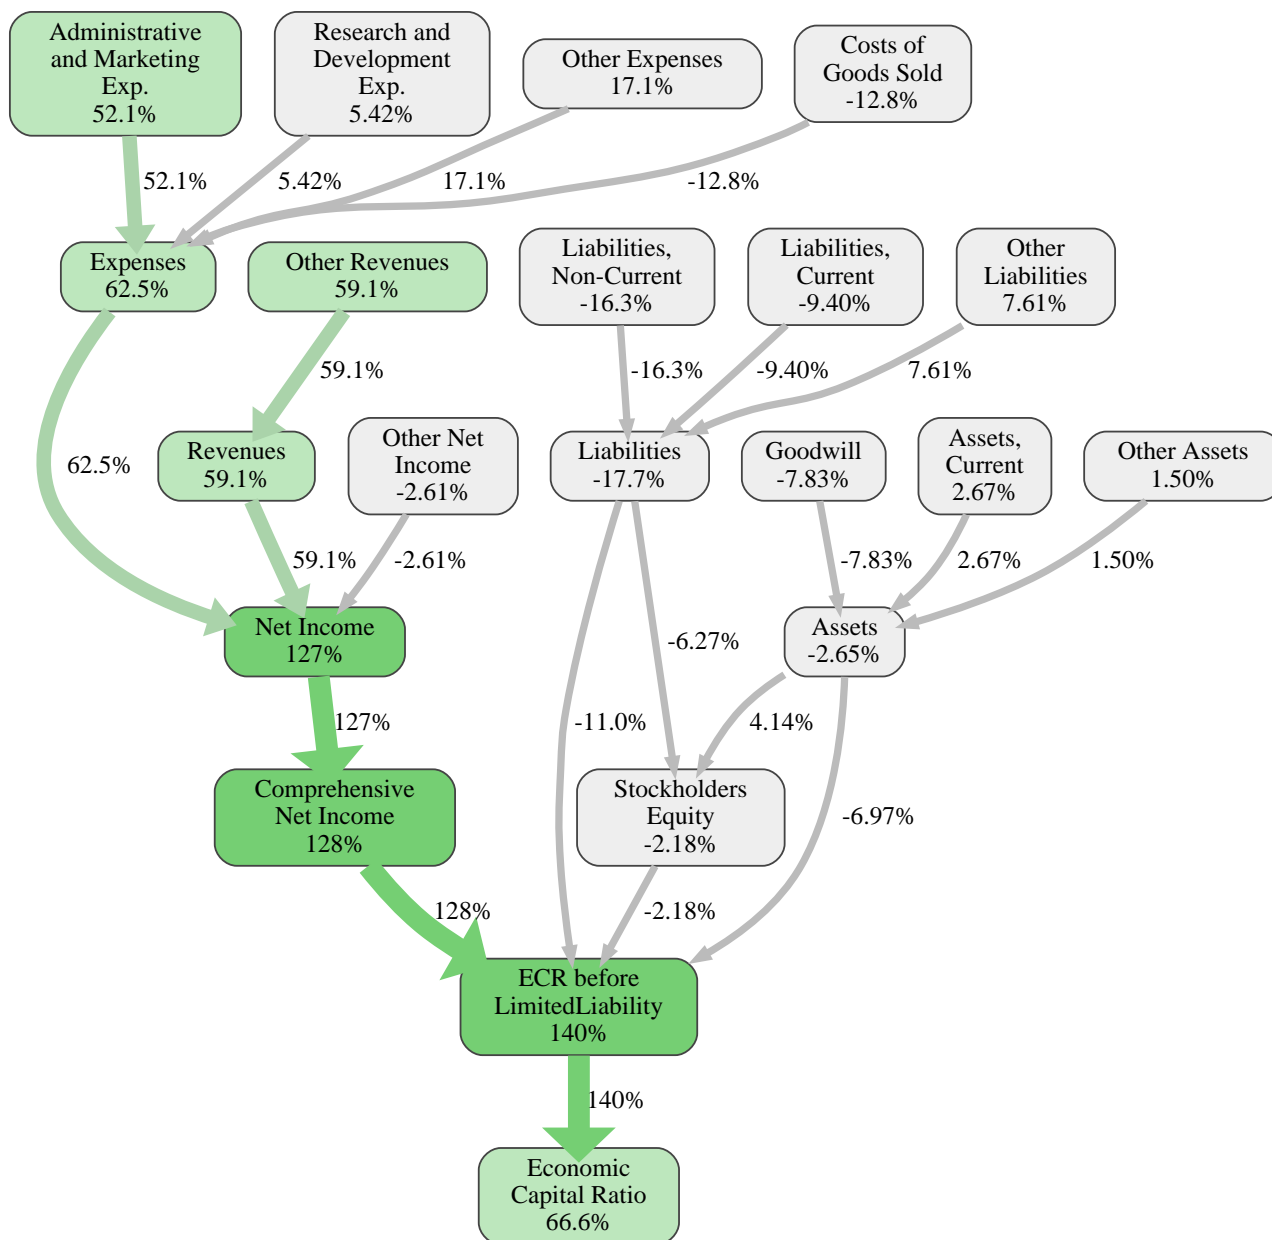 Administrative
and Marketing
Exp.
52.1%
Research and
Development
Exp.
5.42%
Other Expenses
17.1%
Costs of
Goods Sold
-12.8%
52.1%
5.42%
17.1%
-12.8%
Expenses
62.5%
Other Revenues
59.1%
Liabilities,
Non-Current
-16.3%
Liabilities,
Current
-9.40%
Other
Liabilities
7.61%
59.1%
-16.3%
-9.40%
7.61%
62.5%
Revenues
59.1%
Other Net
Income
-2.61%
Liabilities
-17.7%
Goodwill
-7.83%
Assets,
Current
2.67%
Other Assets
1.50%
59.1%
-2.61%
-7.83%
2.67%
1.50%
Net Income
127%
-6.27%
Assets
-2.65%
127%
-11.0%
4.14%
Comprehensive
Net Income
128%
Stockholders
Equity
-2.18%
-6.97%
128%
-2.18%
ECR before
LimitedLiability
140%
140%
Economic
Capital Ratio
66.6%